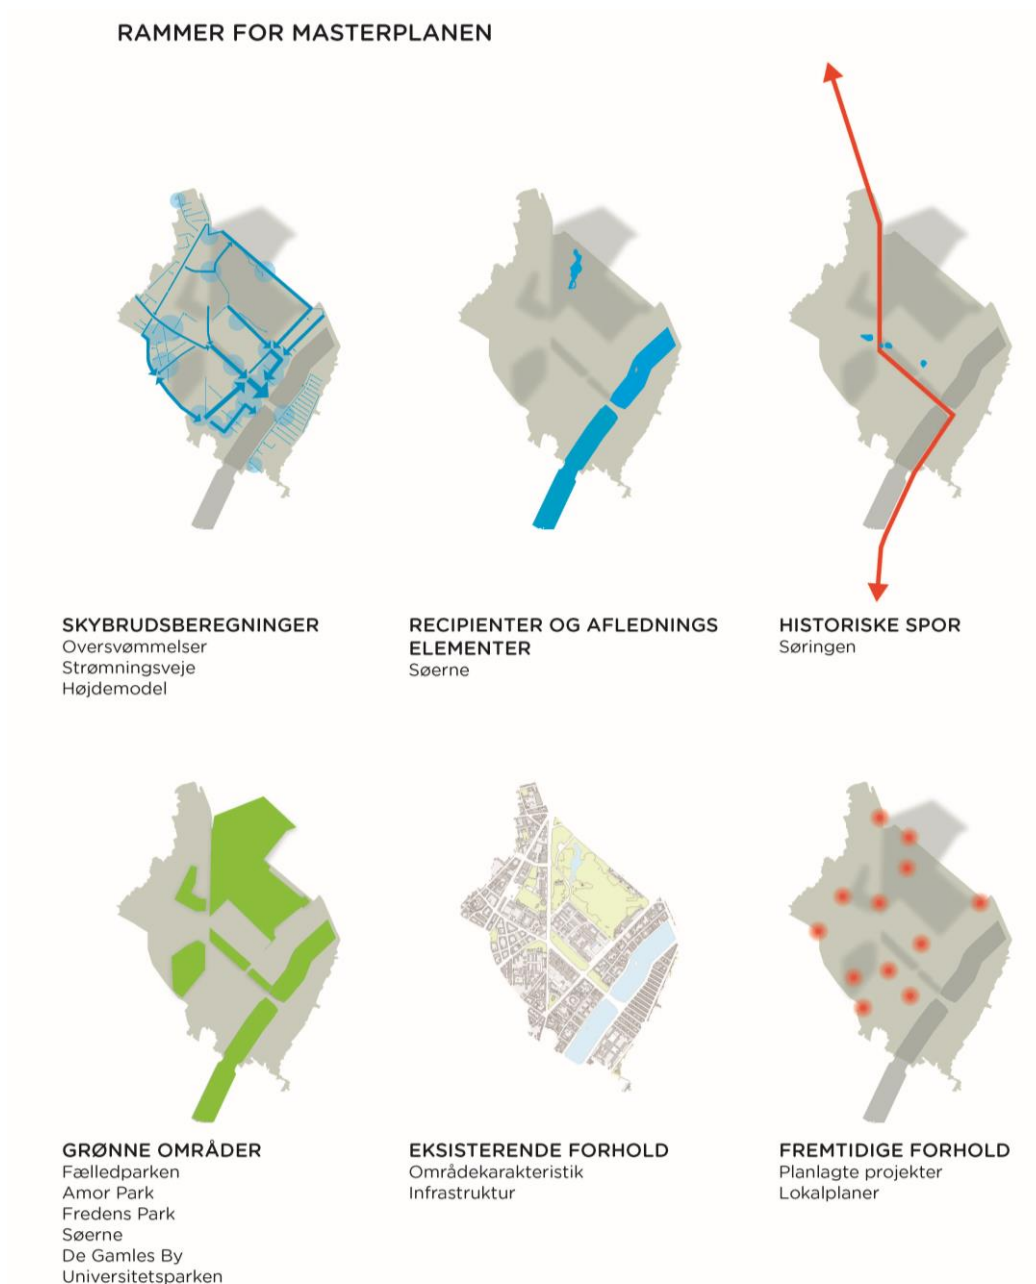 RAMMER FOR MASTERPLANEN
SKYBRUDSBEREGNINGER
Oversvømmelser
Strømningsveje
Højdemodel
RECIPIENTER OG AFLEDNINGS
ELEMENTER
Søerne
HISTORISKE SPOR
Søringen
GRØNNE OMRÅDER
Fælledparken
Amor Park
Fredens Park
Søerne
De Gamles By
Universitetsparken
EKSISTERENDE FORHOLD
Områdekarakteristik
Infrastruktur
FREMTIDIGE FORHOLD
Planlagte projekter
Lokalplaner